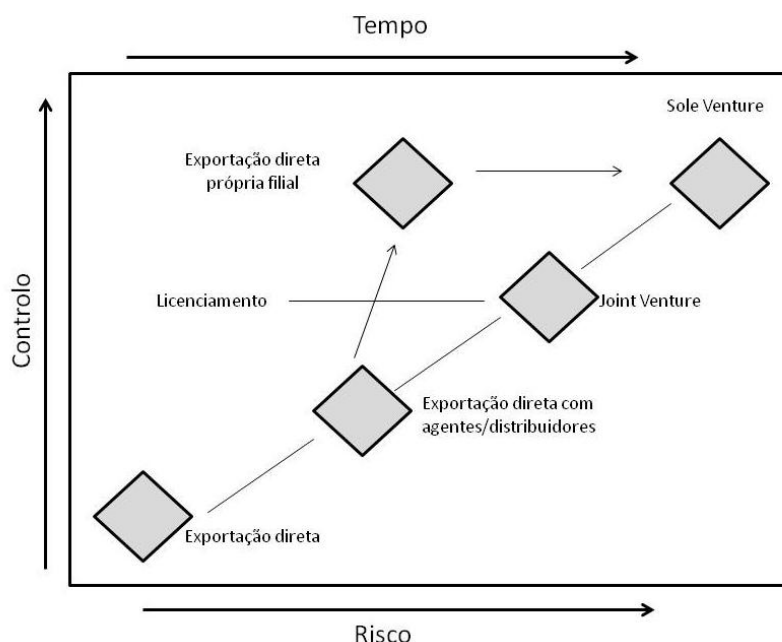 Tempo
Sole Venture
Exportação direta
própria filial
Controlo
Licenciamento
Joint Venture
Exportação direta com
agentes/distribuidores
Exportação direta
Risco